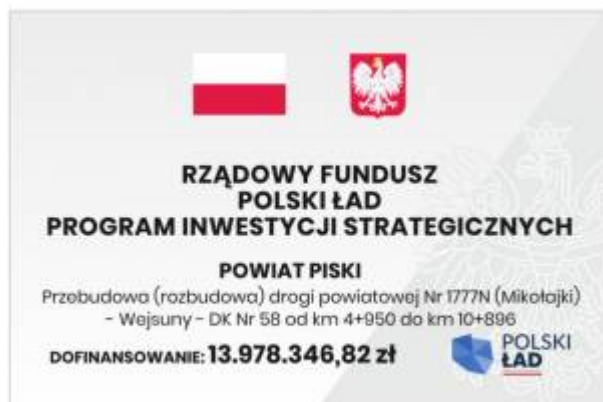 RZĄDOWY FUNDUSZ
POLSKI ŁAD
PROGRAM INWESTYCJI STRATEGICZNYCH
POWIAT PISKI
Przebudowa (rozbudowa) drogi powiatowej Nr 1777N (Mikołajki)
- Wejsuny - DK Nr 58 od km 4+950 do km 10+896
DOFINANSOWANIE: 13.978.346,82 zł
POLSKI
ŁAD